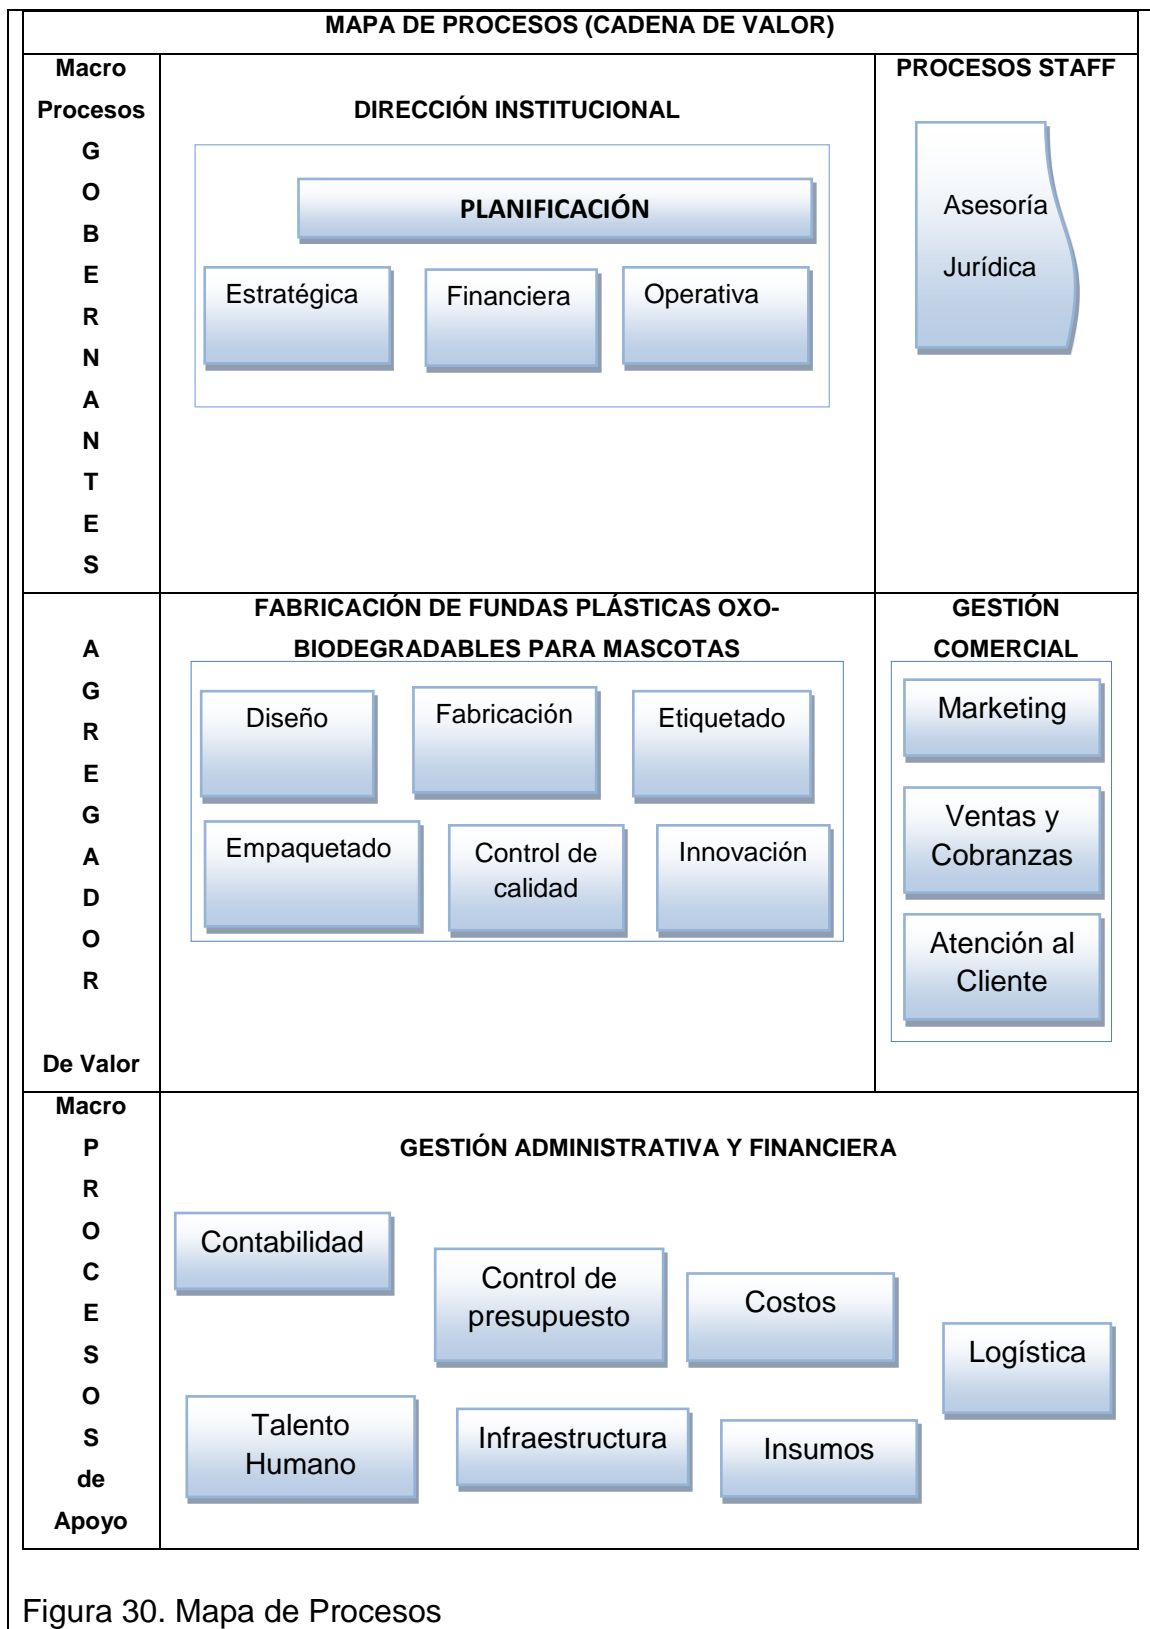 MAPA DE PROCESOS (CADENA DE VALOR)
Macro
Procesos
G
O
B
E
R
N
A
N
T
E
S
DIRECCIÓN INSTITUCIONAL
PLANIFICACIÓN
Estratégica
Financiera
Operativa
PROCESOS STAFF
Asesoría
Jurídica
A
G
R
E
G
A
D
O
R
De Valor
FABRICACIÓN DE FUNDAS PLÁSTICAS OXO-
BIODEGRADABLES PARA MASCOTAS
Diseño
Fabricación
Etiquetado
Empaquetado
Control de
calidad
Innovación
GESTIÓN
COMERCIAL
Marketing
Ventas y
Cobranzas
Atención al
Cliente
Macro
P
R
O
C
E
S
O
S
de
Apoyo
GESTIÓN ADMINISTRATIVA Y FINANCIERA
Contabilidad
Control de
presupuesto
Costos
Logística
Talento
Humano
Infraestructura
Insumos
Figura 30. Mapa de Procesos